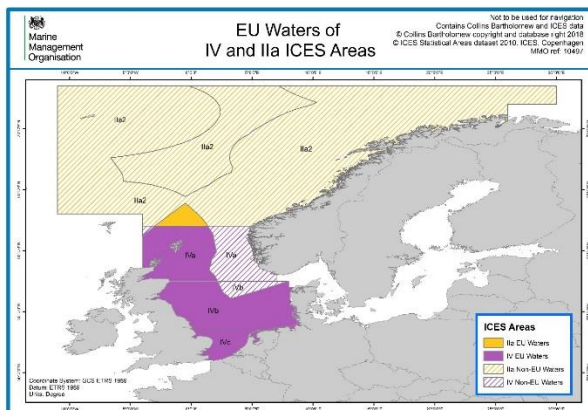 Marine
Management
Organisation
EU Waters of
IV and IIa ICES Areas
Not to be used for navigation
Contains Collins Bartholomew and ICES data
© Collins Bartholomew copyright and database right 2018
© ICES Statistical Areas dataset 2010. ICES, Copenhagen
MMO ref: 10497
IIa2
IIa2
IIa2
IIa2
IVa
IVa
IVb
IVb
IVc
ICES Areas
IIa EU Waters
IV EU Waters
IIa Non-EU Waters
IV Non-EU Waters
Coordinate System: GCS ETRS 1989
Datum: ETRS 1989
Units: Degree